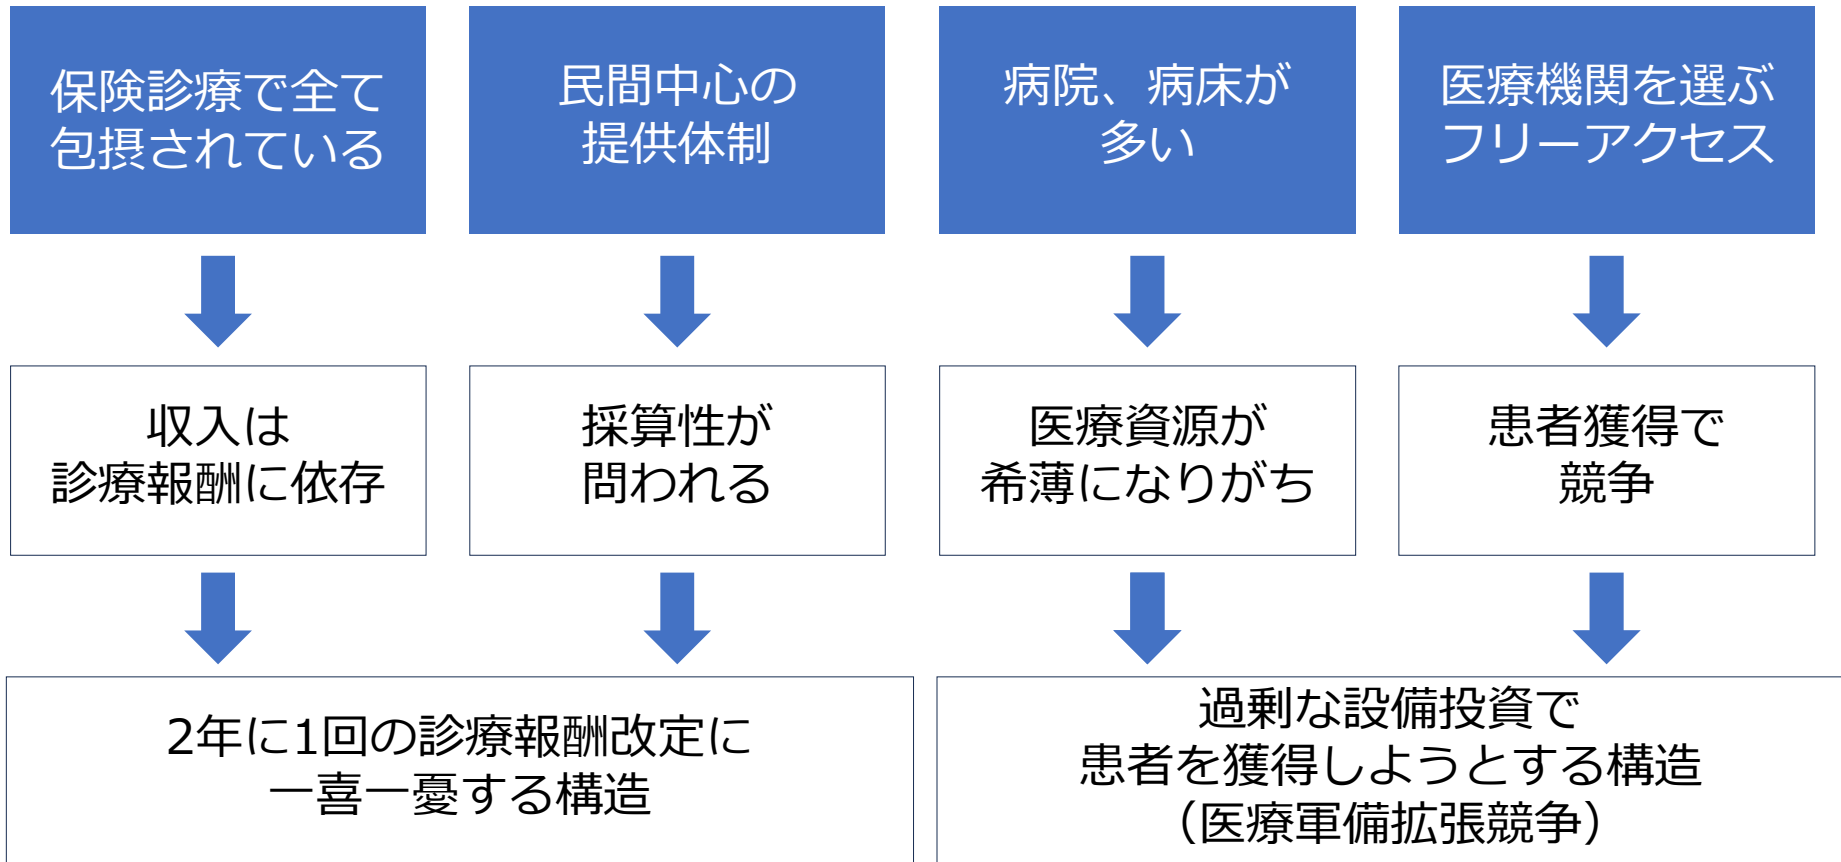 保険診療で全て
包摂されている
民間中心の
提供体制
病院、病床が
多い
医療機関を選ぶ
フリーアクセス
収入は
診療報酬に依存
採算性が
問われる
医療資源が
希薄になりがち
患者獲得で
競争
2年に1回の診療報酬改定に
一喜一憂する構造
過剰な設備投資で
患者を獲得しようとする構造
（医療軍備拡張競争）